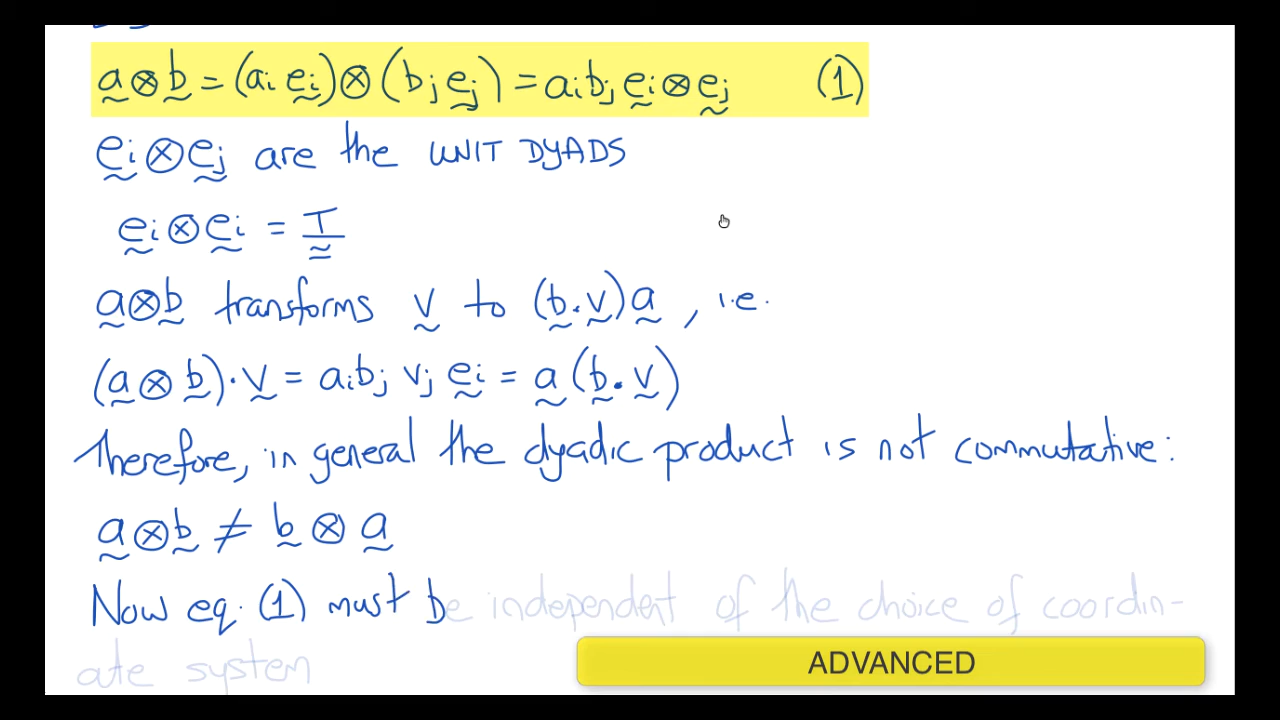 a⊗b = (aᵢ eᵢ)⊗(bⱼ eⱼ) = aᵢbⱼ eᵢ⊗eⱼ (1)
eᵢ⊗eⱼ are the UNIT DYADS
eᵢ⊗eᵢ = I
a⊗b transforms v to (b.v)a, i.e.
(a⊗b)·v = aᵢbⱼ vⱼ eᵢ = a(b.v)
Therefore, in general the dyadic product is not commutative:
a⊗b ≠ b⊗a
Now eq. (1) must be independent of the choice of coordin-
ate system
ADVANCED